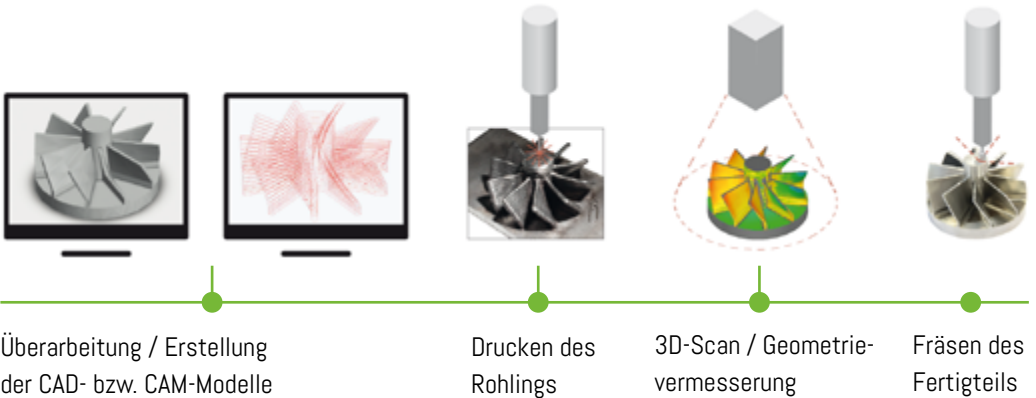 Überarbeitung / Erstellung
der CAD- bzw. CAM-Modelle
Drucken des
Rohlings
3D-Scan / Geometrie-
vermesserung
Fräsen des
Fertigteils